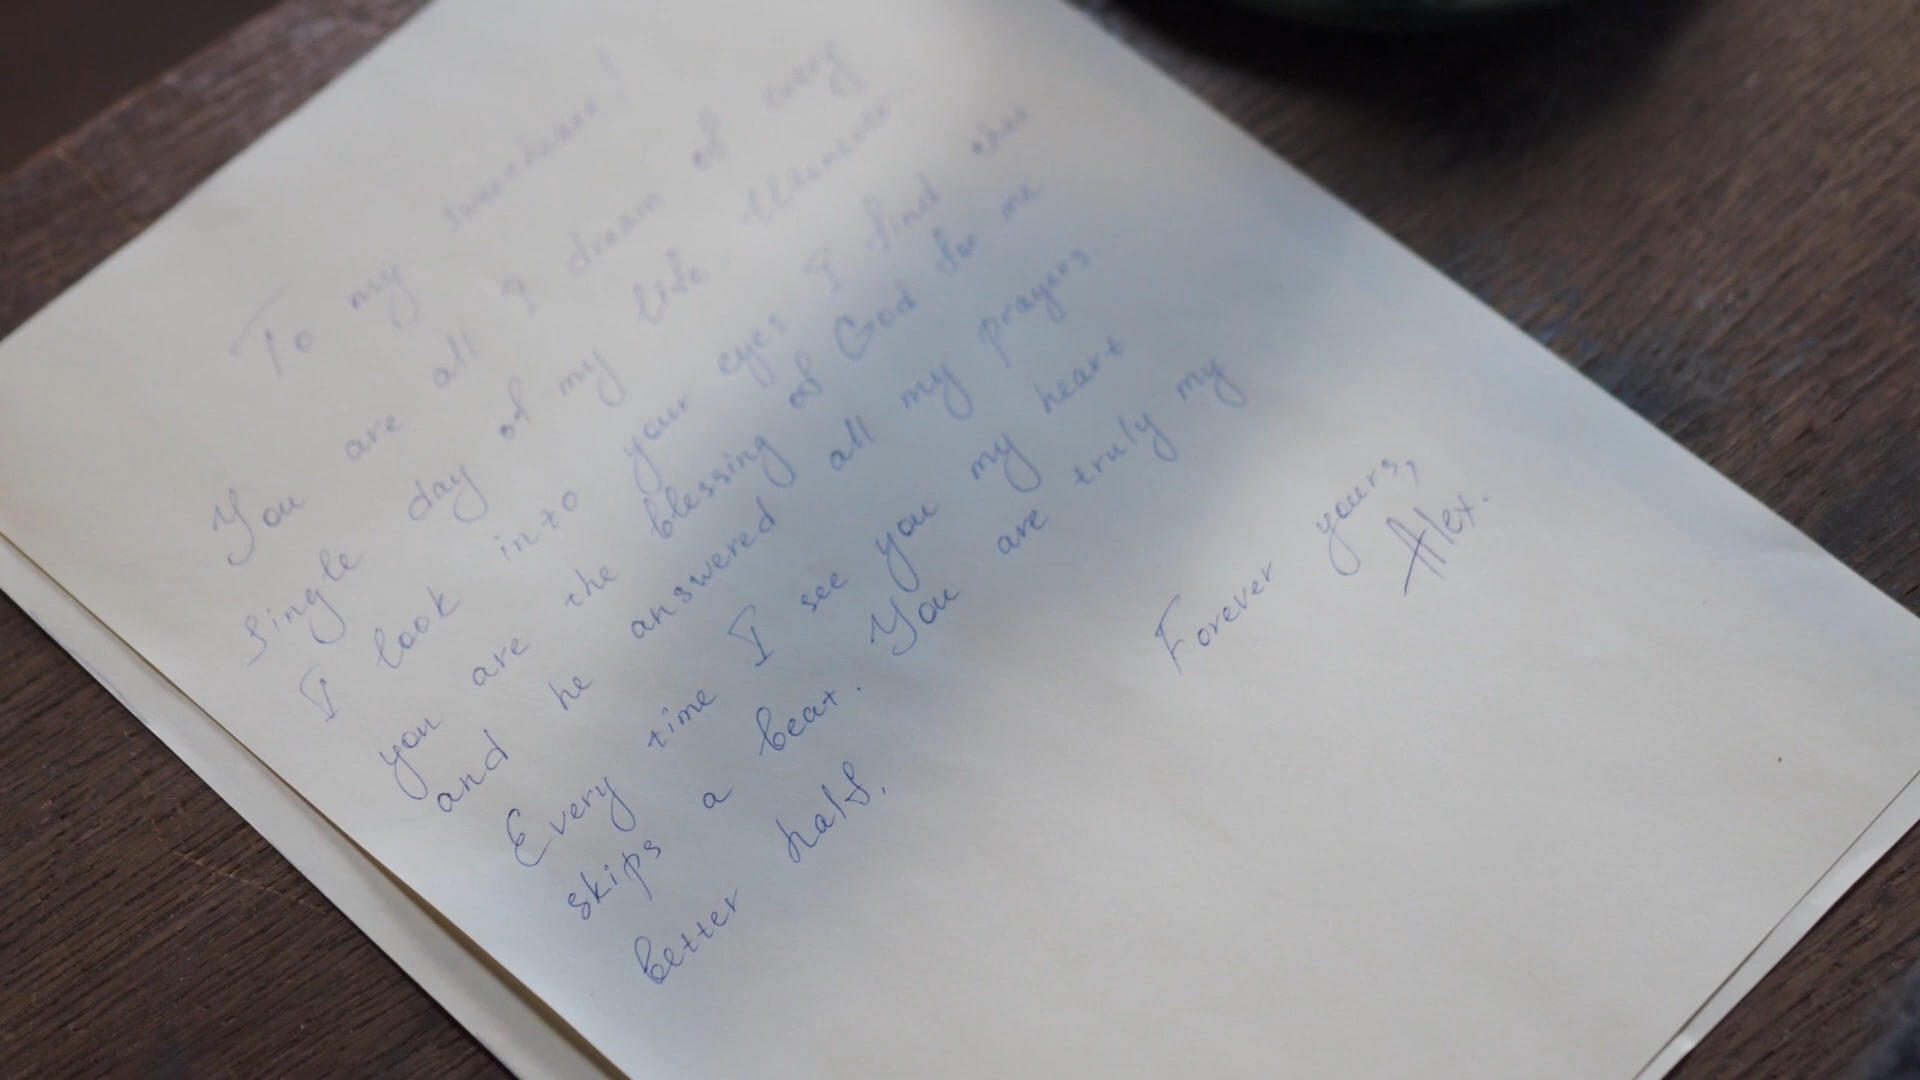 To my sweetheart!
You are all I dream of every
single day of my life. Whenever
I look into your eyes I find that
you are the blessing of God for me
and he answered all my prayers.
Every time I see you my heart
skips a beat. You are truly my
better half.
Forever yours,
Alex.